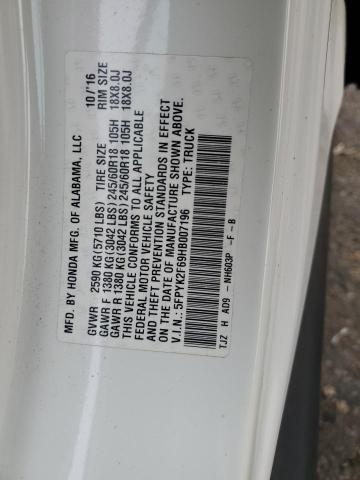 MFD. BY HONDA MFG. OF ALABAMA, LLC 10/'16
GVWR 2590 KG(5710 LBS) TIRE SIZE RIM SIZE
GAWR F 1380 KG(3042 LBS) 245/60R18 105H 18X8.0J
GAWR R 1380 KG(3042 LBS) 245/60R18 105H 18X8.0J
THIS VEHICLE CONFORMS TO ALL APPLICABLE
FEDERAL MOTOR VEHICLE SAFETY
AND THEFT PREVENTION STANDARDS IN EFFECT
ON THE DATE OF MANUFACTURE SHOWN ABOVE.
V.I.N.: 5FPYK2F69HB007196 TYPE: TRUCK
TJZ H AD9 - NH603P -F -B